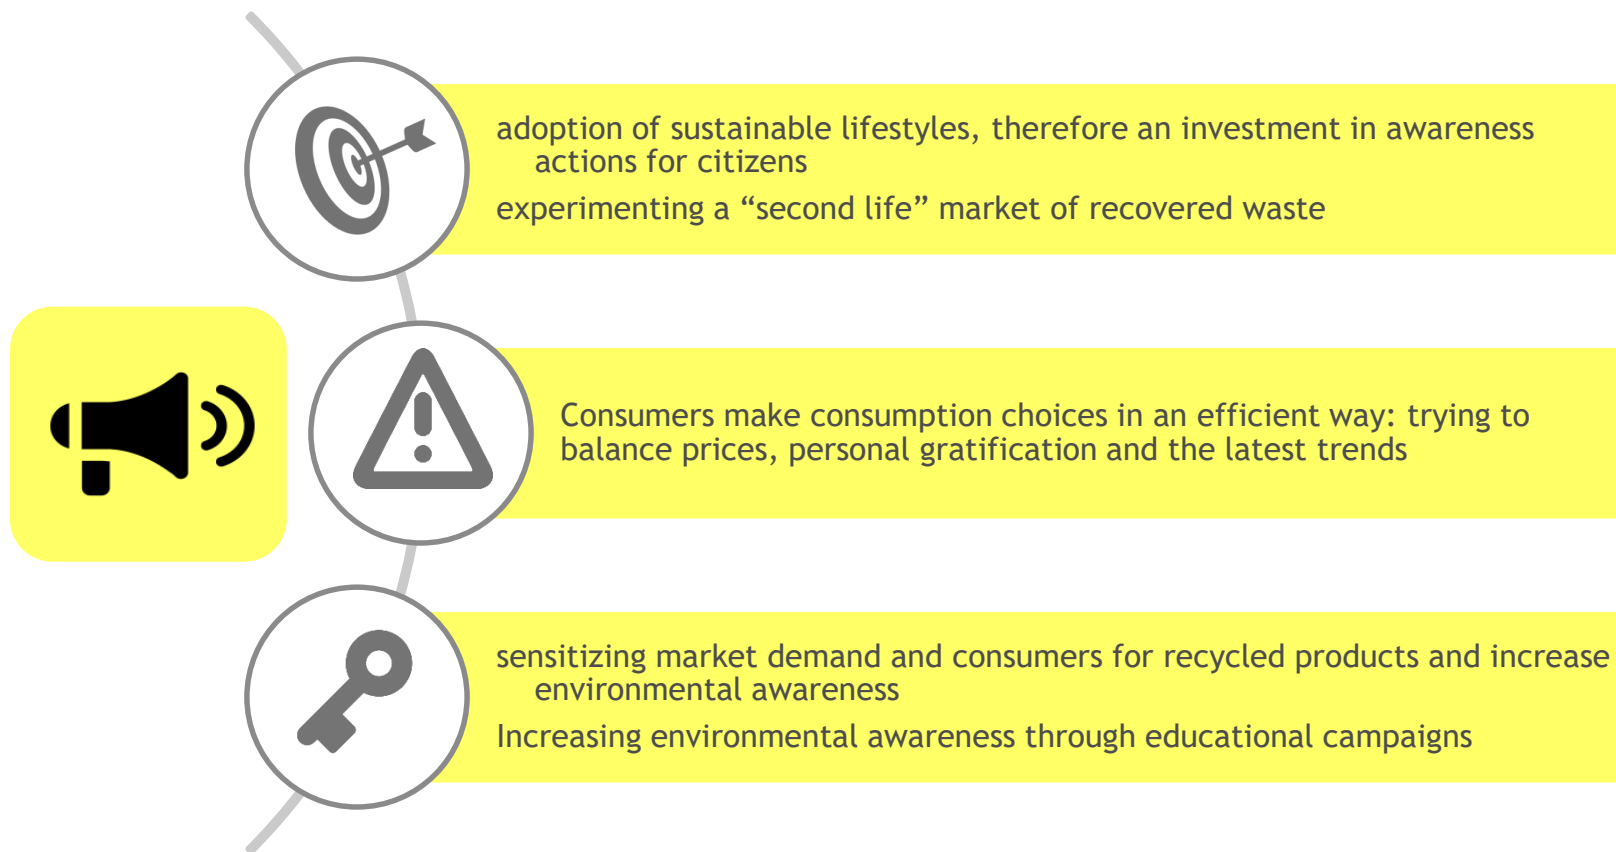 adoption of sustainable lifestyles, therefore an investment in awareness
actions for citizens
experimenting a “second life” market of recovered waste
Consumers make consumption choices in an efficient way: trying to
balance prices, personal gratification and the latest trends
sensitizing market demand and consumers for recycled products and increase
environmental awareness
Increasing environmental awareness through educational campaigns